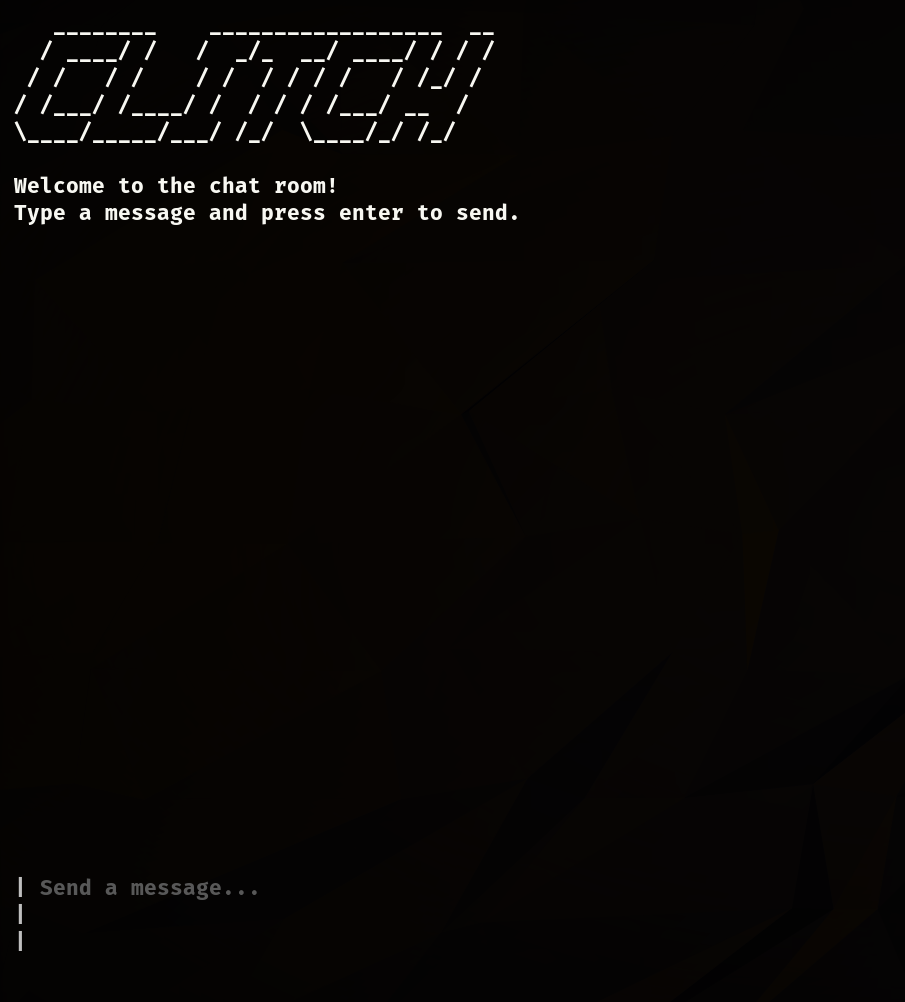 CLITCH
Welcome to the chat room!
Type a message and press enter to send.
Send a message...